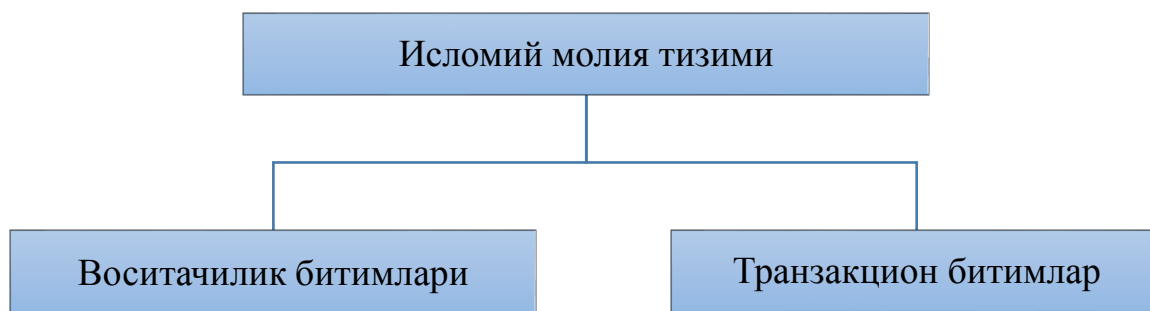 Исломий молия тизими
Воситачилик битимлари
Транзакцион битимлар